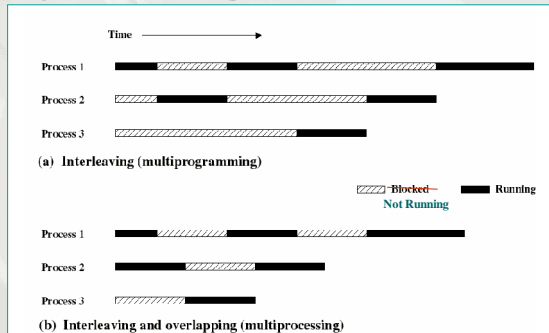 Time
Process 1
Process 2
Process 3
(a) Interleaving (multiprogramming)
Blocked Running
Not Running
Process 1
Process 2
Process 3
(b) Interleaving and overlapping (multiprocessing)